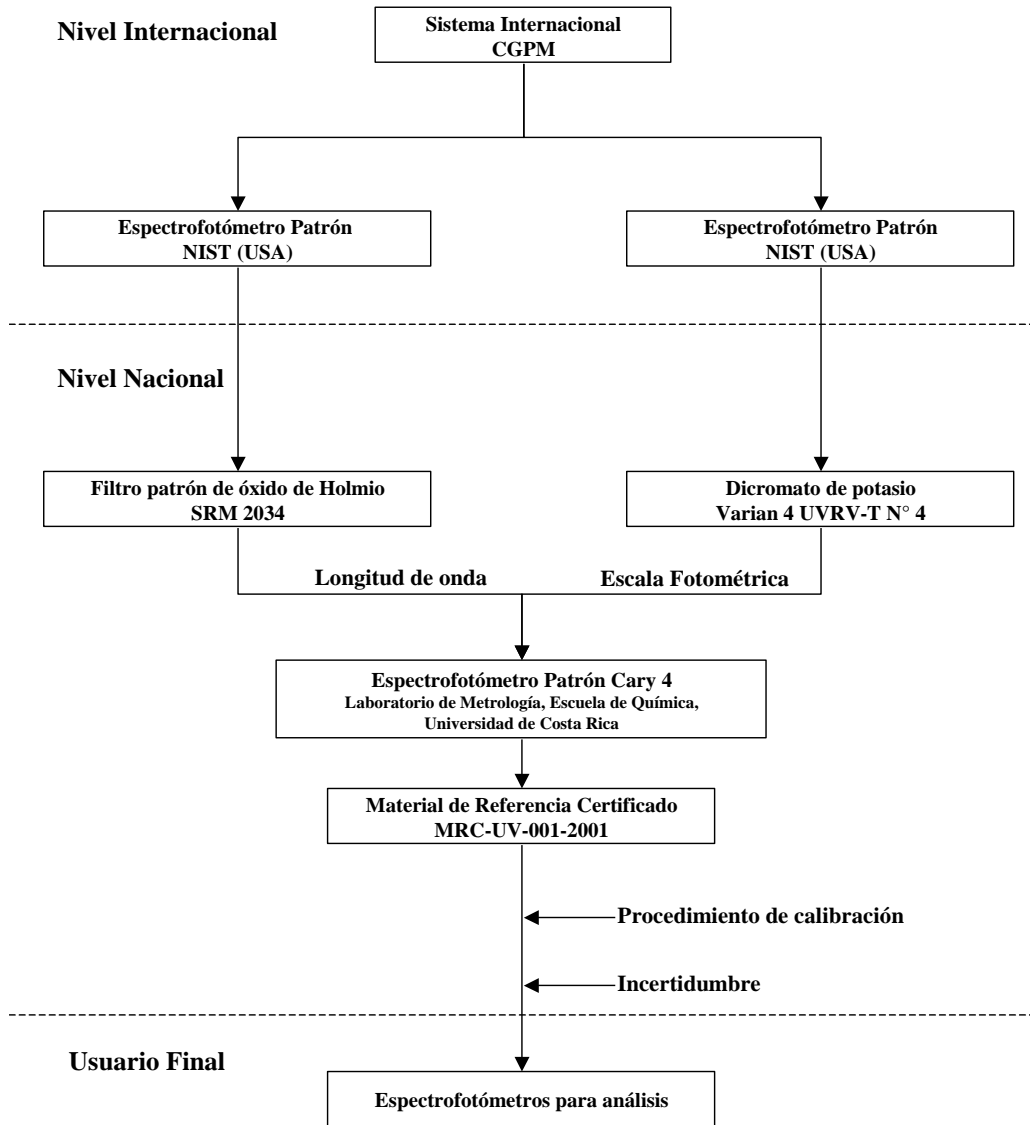 Nivel Internacional
Sistema Internacional
CGPM
Espectrofotómetro Patrón
NIST (USA)
Espectrofotómetro Patrón
NIST (USA)
Nivel Nacional
Filtro patrón de óxido de Holmio
SRM 2034
Dicromato de potasio
Varian 4 UVRV-T N° 4
Longitud de onda
Escala Fotométrica
Espectrofotómetro Patrón Cary 4
Laboratorio de Metrología, Escuela de Química,
Universidad de Costa Rica
Material de Referencia Certificado
MRC-UV-001-2001
Procedimiento de calibración
Incertidumbre
Usuario Final
Espectrofotómetros para análisis